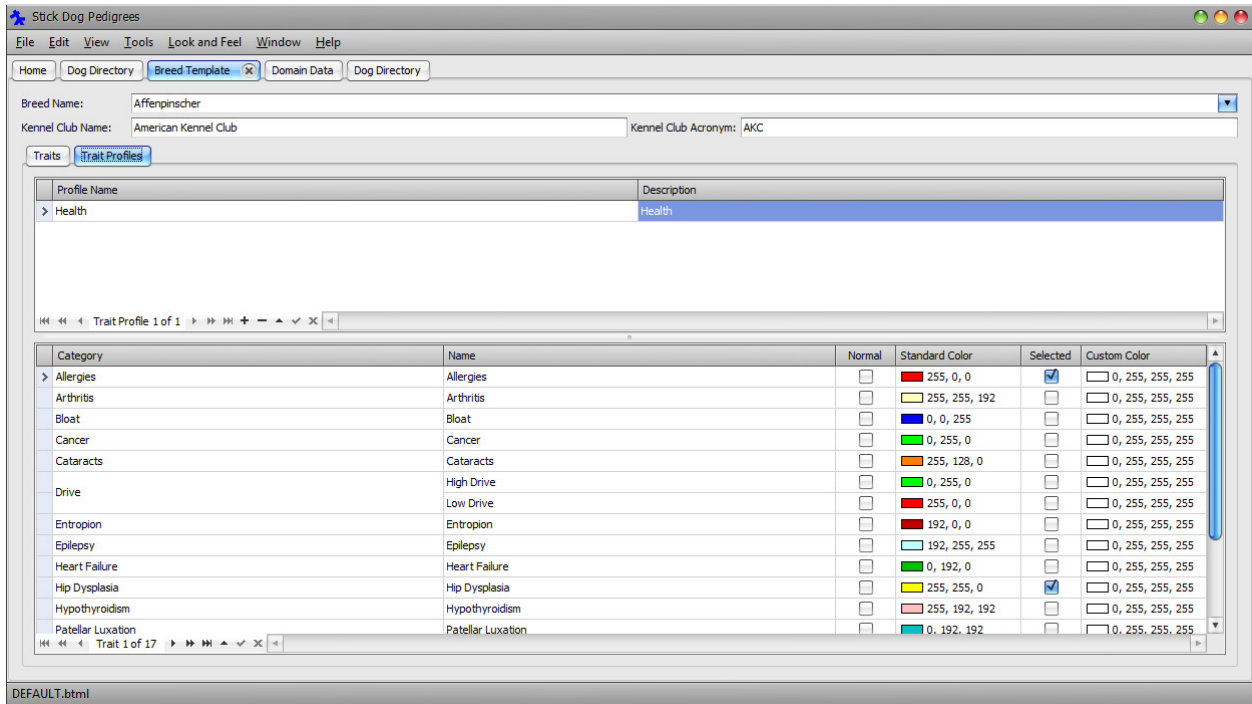 Stick Dog Pedigrees
File Edit View Tools Look and Feel Window Help
Home Dog Directory Breed Template Domain Data Dog Directory
Breed Name: Affenpinscher
Kennel Club Name: American Kennel Club Kennel Club Acronym: AKC
Traits Trait Profiles
Profile Name Description
Health Health
Trait Profile 1 of 1
Category Name Normal Standard Color Selected Custom Color
Allergies Allergies 255, 0, 0 0, 255, 255, 255
Arthritis Arthritis 255, 255, 192 0, 255, 255, 255
Bloat Bloat 0, 0, 255 0, 255, 255, 255
Cancer Cancer 0, 255, 0 0, 255, 255, 255
Cataracts Cataracts 255, 128, 0 0, 255, 255, 255
Drive High Drive 0, 255, 0 0, 255, 255, 255
Low Drive 255, 0, 0 0, 255, 255, 255
Entropion Entropion 192, 0, 0 0, 255, 255, 255
Epilepsy Epilepsy 192, 255, 255 0, 255, 255, 255
Heart Failure Heart Failure 0, 192, 0 0, 255, 255, 255
Hip Dysplasia Hip Dysplasia 255, 255, 0 0, 255, 255, 255
Hypothyroidism Hypothyroidism 255, 192, 192 0, 255, 255, 255
Patellar Luxation Patellar Luxation 0, 192, 192 0, 255, 255, 255
Trait 1 of 17
DEFAULT.btml